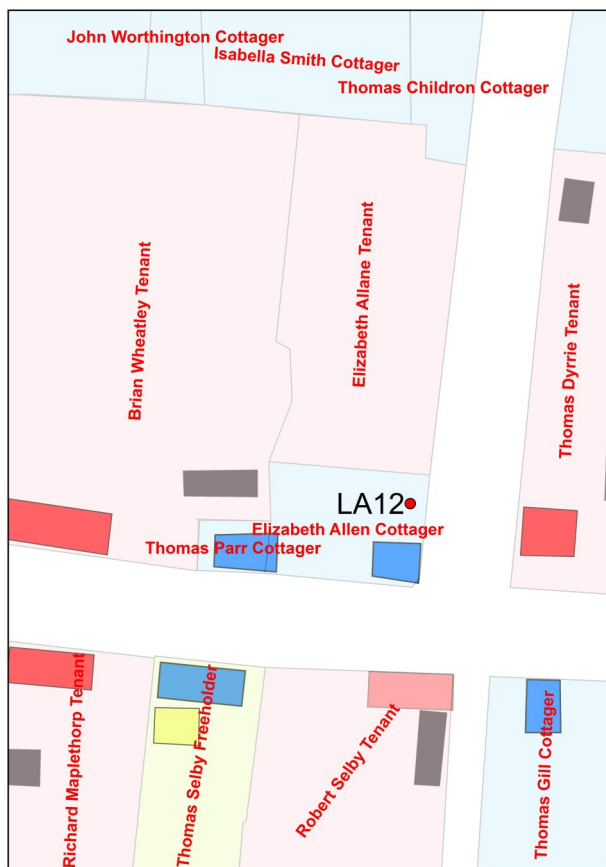 John Worthington Cottager
Isabella Smith Cottager
Thomas Childron Cottager
Brian Wheatley Tenant
Elizabeth Allane Tenant
Thomas Dyrrie Tenant
LA12
Elizabeth Allen Cottager
Thomas Parr Cottager
Richard Maplethorp Tenant
Thomas Selby Freeholder
Robert Selby Tenant
Thomas Gill Cottager